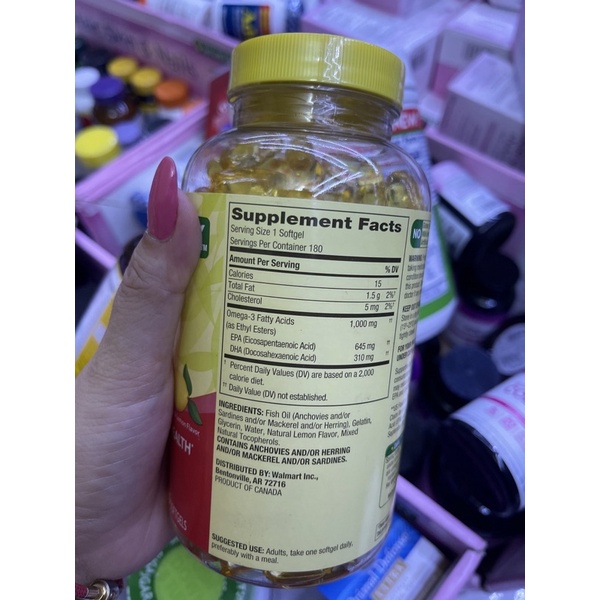 Supplement Facts
Serving Size 1 Softgel
Servings Per Container 180
Amount Per Serving % DV
Calories 15
Total Fat 1.5 g 2%†
Cholesterol 5 mg 2%†
Omega-3 Fatty Acids 1,000 mg ††
(as Ethyl Esters)
EPA (Eicosapentaenoic Acid) 645 mg ††
DHA (Docosahexaenoic Acid) 310 mg ††
† Percent Daily Values (DV) are based on a 2,000
calorie diet.
†† Daily Value (DV) not established.
INGREDIENTS: Fish Oil (Anchovies and/or
Sardines and/or Mackerel and/or Herring), Gelatin,
Glycerin, Water, Natural Lemon Flavor, Mixed
Natural Tocopherols.
CONTAINS ANCHOVIES AND/OR HERRING
AND/OR MACKEREL AND/OR SARDINES.
DISTRIBUTED BY: Walmart Inc.,
Bentonville, AR 72716
PRODUCT OF CANADA
SUGGESTED USE: Adults, take one softgel daily,
preferably with a meal.
NO